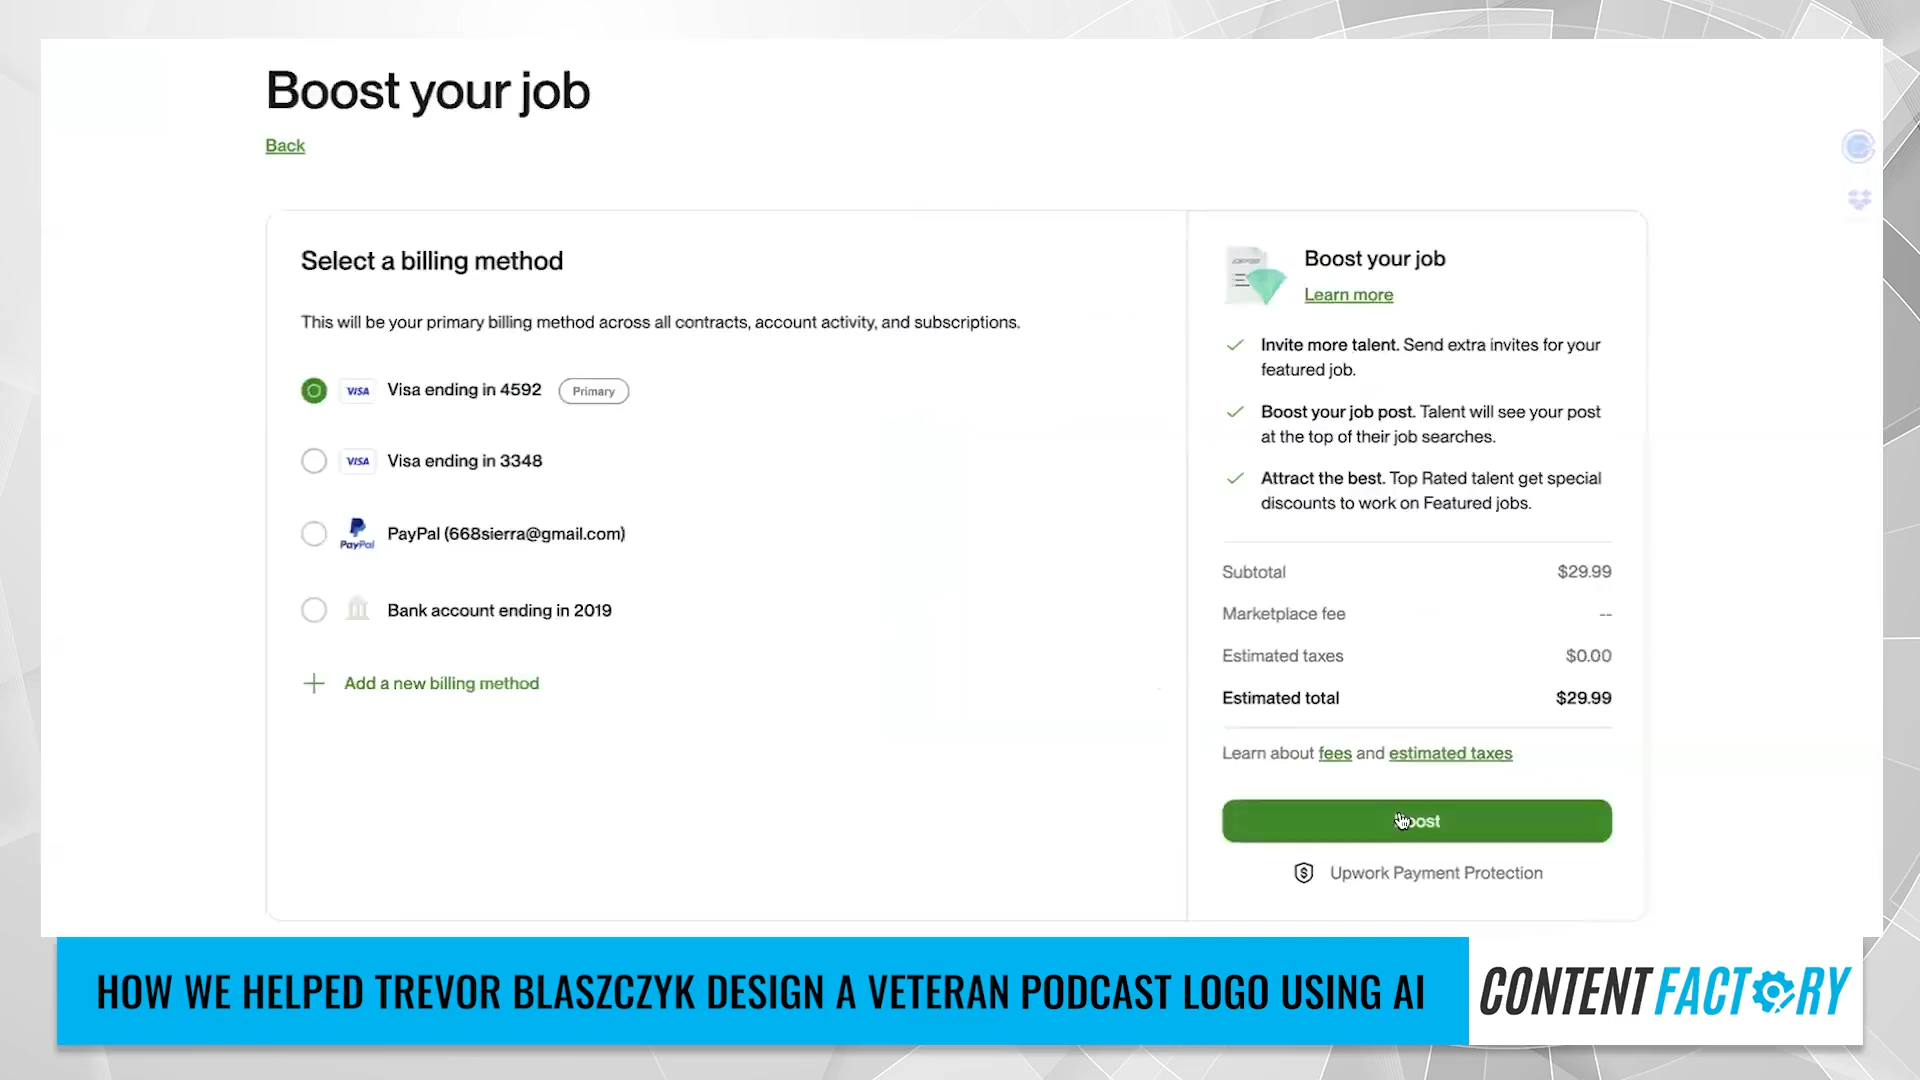 Boost your job
Back
Select a billing method
This will be your primary billing method across all contracts, account activity, and subscriptions.
VISA Visa ending in 4592 Primary
VISA Visa ending in 3348
PayPal PayPal (668sierra@gmail.com)
Bank account ending in 2019
Add a new billing method
Boost your job
Learn more
Invite more talent. Send extra invites for your
featured job.
Boost your job post. Talent will see your post
at the top of their job searches.
Attract the best. Top Rated talent get special
discounts to work on Featured jobs.
Subtotal $29.99
Marketplace fee --
Estimated taxes $0.00
Estimated total $29.99
Learn about fees and estimated taxes
Boost
Upwork Payment Protection
HOW WE HELPED TREVOR BLASZCZYK DESIGN A VETERAN PODCAST LOGO USING AI
CONTENT FACTORY